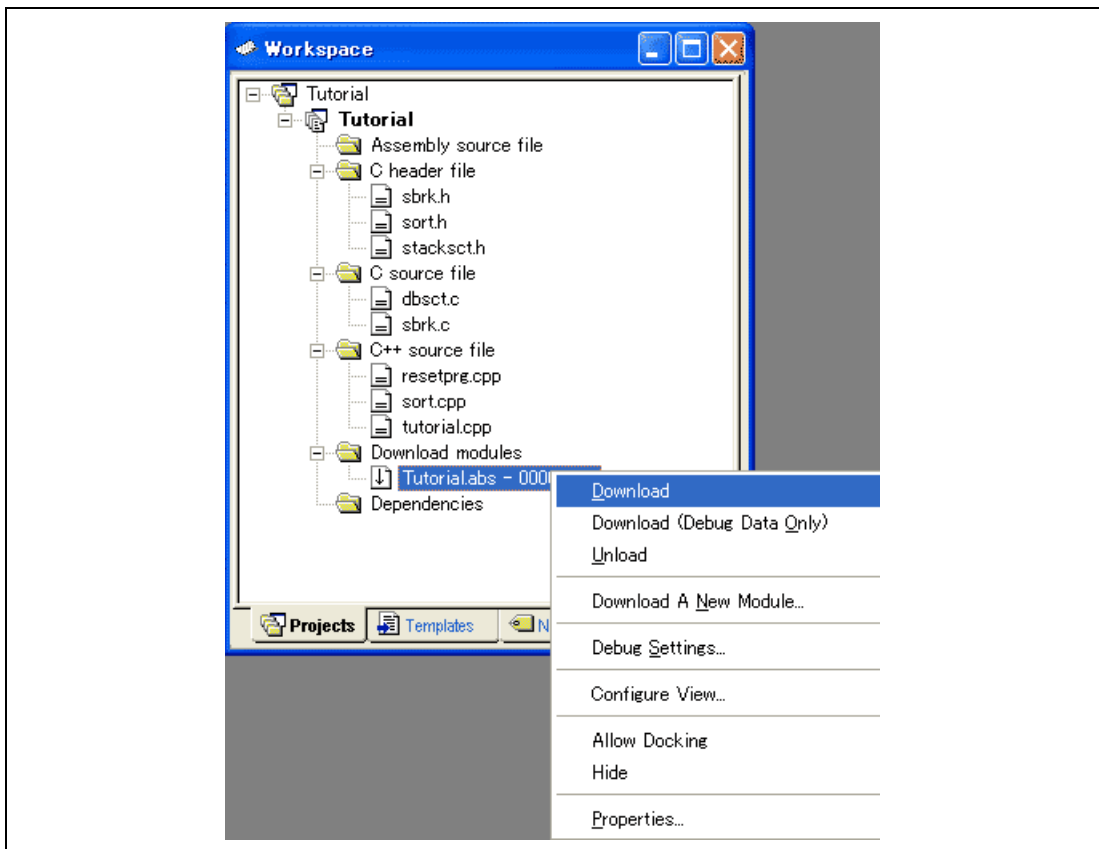 Workspace
Tutorial
Tutorial
Assembly source file
C header file
sbrk.h
sort.h
stacksct.h
C source file
dbsct.c
sbrk.c
C++ source file
resetprg.cpp
sort.cpp
tutorial.cpp
Download modules
Tutorial.abs - 000
Dependencies
Download
Download (Debug Data Only)
Unload
Download A New Module...
Debug Settings...
Configure View...
Allow Docking
Hide
Properties...
Projects Templates N